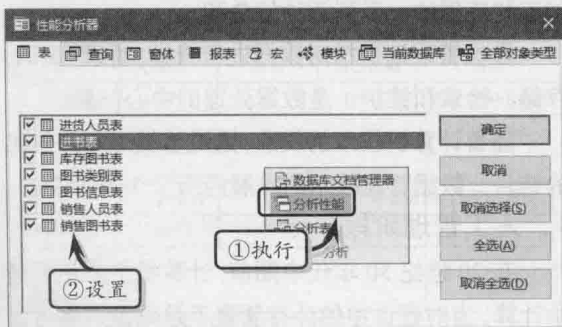 性能分析器
表 查询 窗体 报表 宏 模块 当前数据库 全部对象类型
进货人员表
进书表
库存图书表
图书类别表
图书信息表
销售人员表
销售图书表
数据库文档管理器
分析性能
分析表
分析
①执行
②设置
确定
取消
取消选择(S)
全选(A)
取消全选(D)